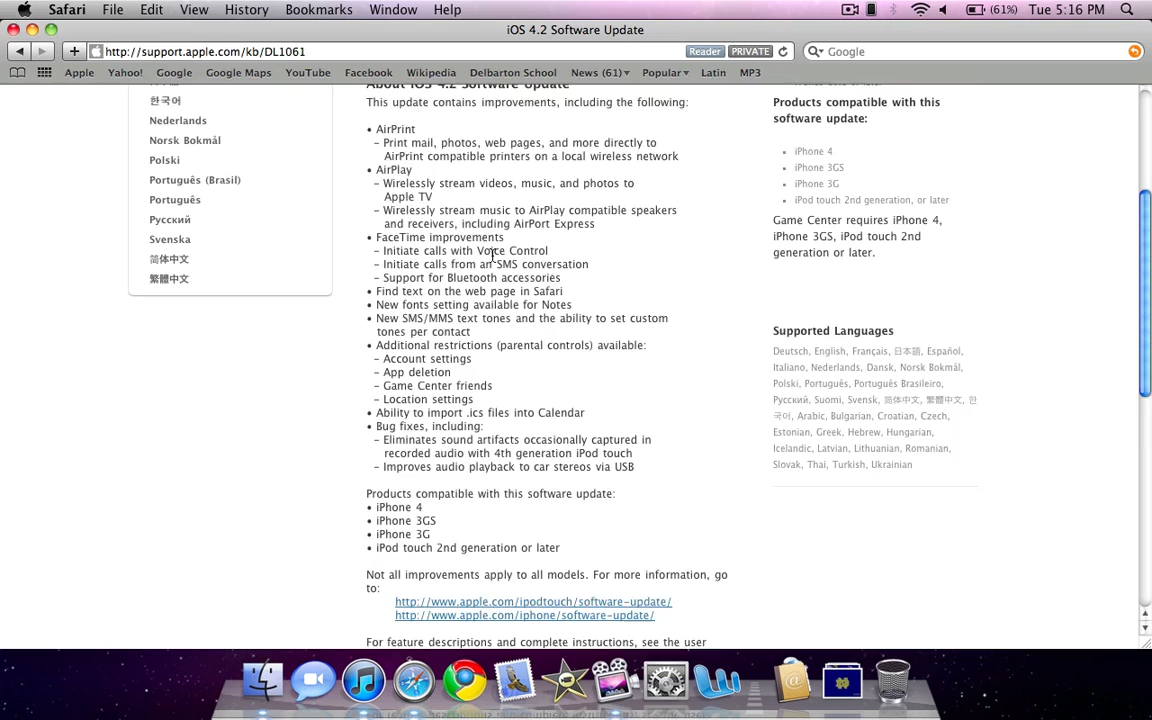 Safari File Edit View History Bookmarks Window Help (61%) Tue 5:16 PM
iOS 4.2 Software Update
http://support.apple.com/kb/DL1061 Reader PRIVATE Google
Apple Yahoo! Google Google Maps YouTube Facebook Wikipedia Delbarton School News (61)▾ Popular▾ Latin MP3
한국어
Nederlands
Norsk Bokmål
Polski
Português (Brasil)
Português
Русский
Svenska
简体中文
繁體中文
About iOS 4.2 Software Update
This update contains improvements, including the following:
• AirPrint
– Print mail, photos, web pages, and more directly to
AirPrint compatible printers on a local wireless network
• AirPlay
– Wirelessly stream videos, music, and photos to
Apple TV
– Wirelessly stream music to AirPlay compatible speakers
and receivers, including AirPort Express
• FaceTime improvements
– Initiate calls with Voice Control
– Initiate calls from an SMS conversation
– Support for Bluetooth accessories
• Find text on the web page in Safari
• New fonts setting available for Notes
• New SMS/MMS text tones and the ability to set custom
tones per contact
• Additional restrictions (parental controls) available:
– Account settings
– App deletion
– Game Center friends
– Location settings
• Ability to import .ics files into Calendar
• Bug fixes, including:
– Eliminates sound artifacts occasionally captured in
recorded audio with 4th generation iPod touch
– Improves audio playback to car stereos via USB
Products compatible with this software update:
• iPhone 4
• iPhone 3GS
• iPhone 3G
• iPod touch 2nd generation or later
Not all improvements apply to all models. For more information, go
to:
http://www.apple.com/ipodtouch/software-update/
http://www.apple.com/iphone/software-update/
For feature descriptions and complete instructions, see the user
Products compatible with this
software update:
iPhone 4
iPhone 3GS
iPhone 3G
iPod touch 2nd generation, or later
Game Center requires iPhone 4,
iPhone 3GS, iPod touch 2nd
generation or later.
Supported Languages
Deutsch, English, Français, 日本語, Español,
Italiano, Nederlands, Dansk, Norsk Bokmål,
Polski, Português, Português Brasileiro,
Русский, Suomi, Svensk, 简体中文, 繁體中文, 한
국어, Arabic, Bulgarian, Croatian, Czech,
Estonian, Greek, Hebrew, Hungarian,
Icelandic, Latvian, Lithuanian, Romanian,
Slovak, Thai, Turkish, Ukrainian